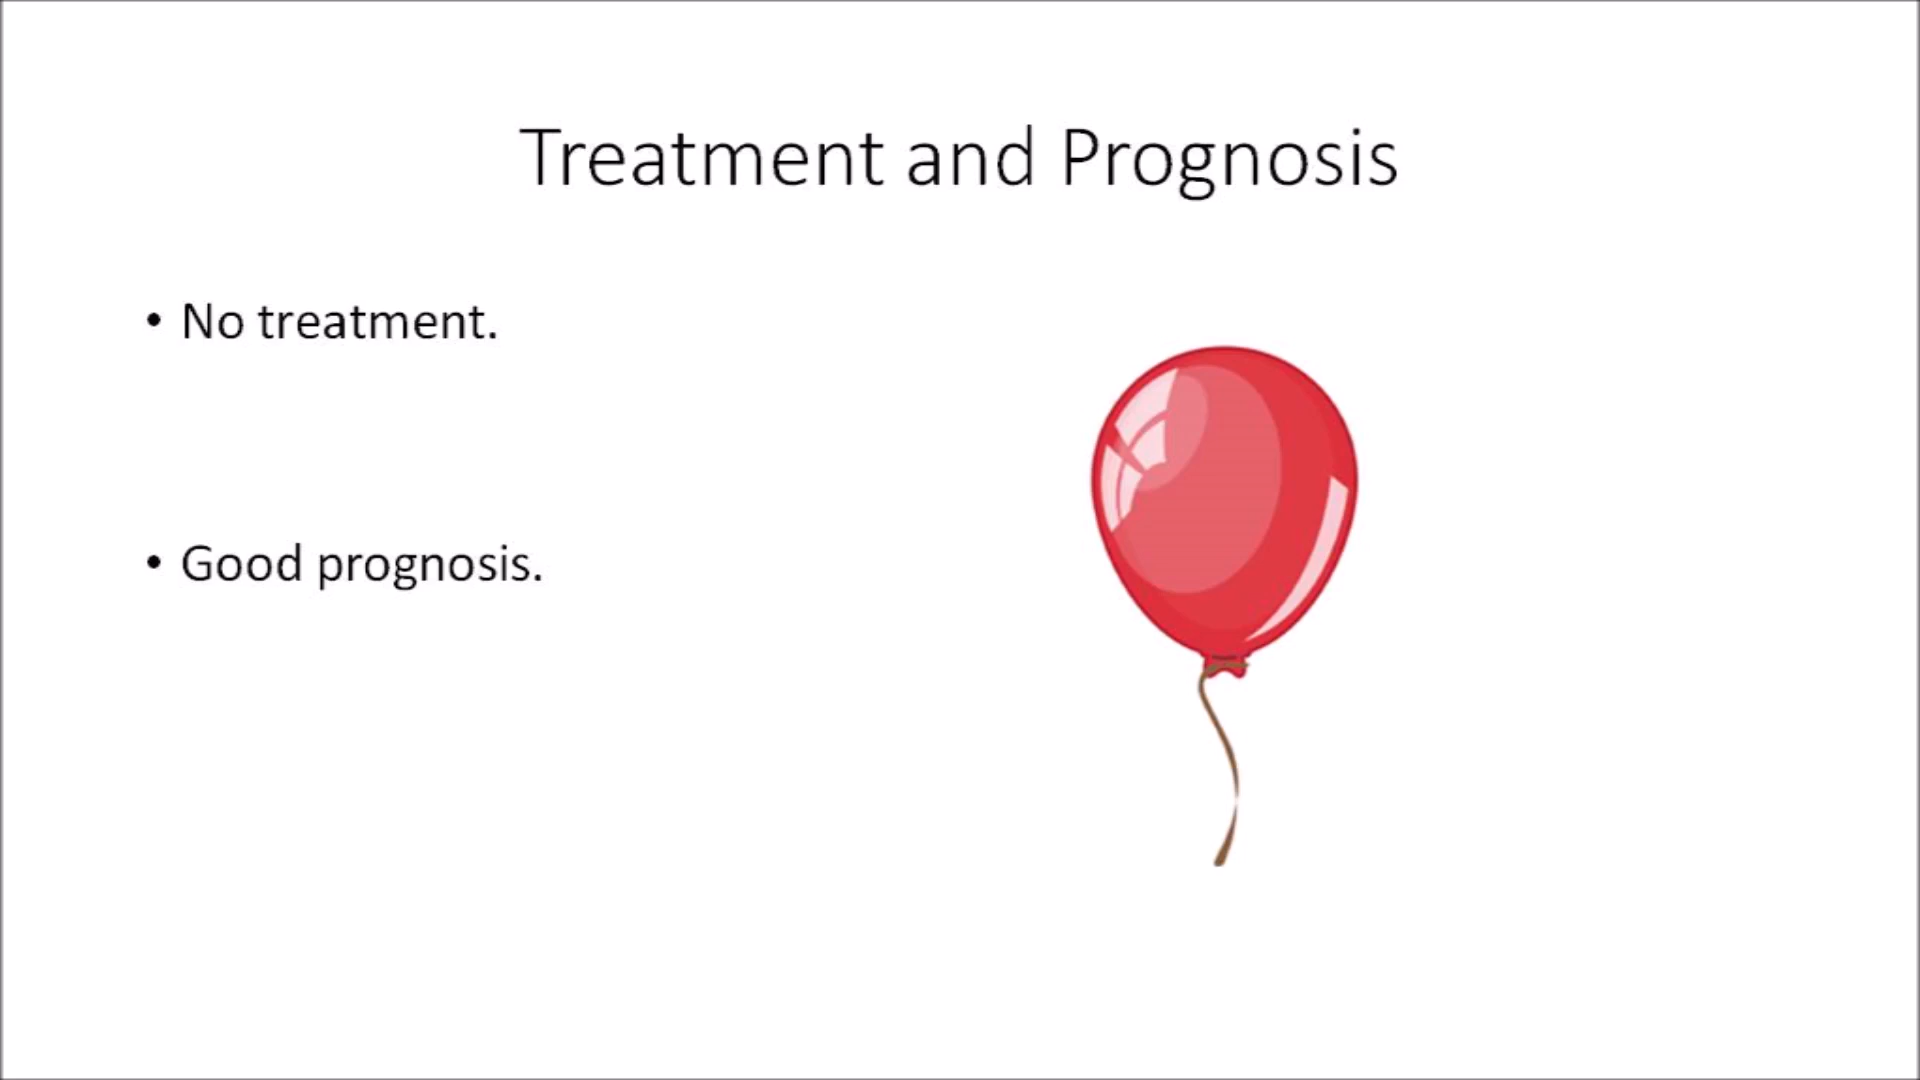 Treatment and Prognosis
• No treatment.
• Good prognosis.